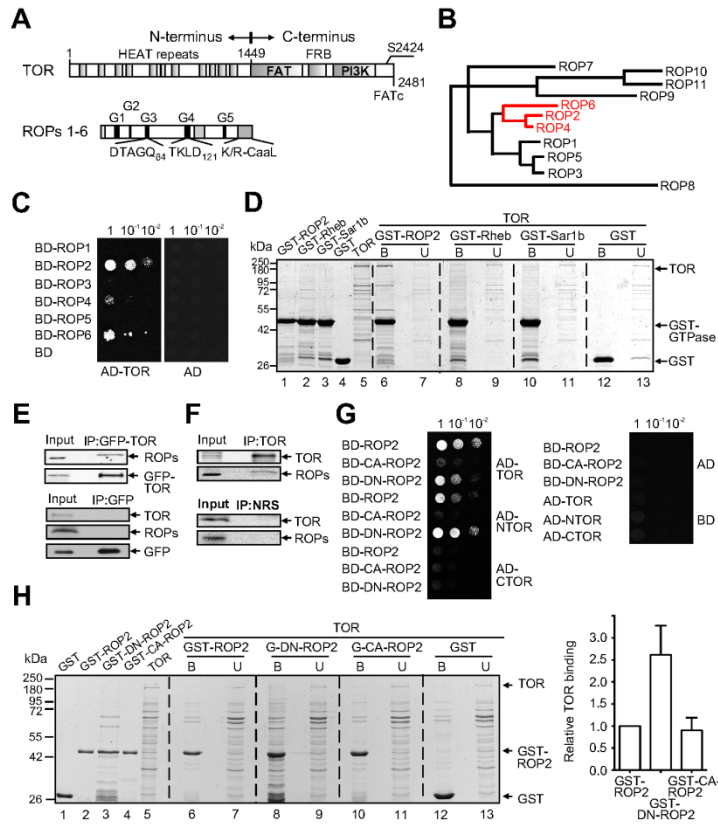 A
N-terminus C-terminus
1 HEAT repeats 1449 FRB S2424
TOR FAT PI3K
2481
FATc
G2
G1 G3 G4 G5
ROPs 1-6
DTAGQ84 TKLD121 K/R-CaaL
B
ROP7
ROP10
ROP11
ROP9
ROP6
ROP2
ROP4
ROP1
ROP5
ROP3
ROP8
C
1 10-1 10-2 1 10-1 10-2
BD-ROP1
BD-ROP2
BD-ROP3
BD-ROP4
BD-ROP5
BD-ROP6
BD
AD-TOR AD
D
TOR
GST-ROP2 GST-Rheb GST-Sar1b GST TOR GST-ROP2 GST-Rheb GST-Sar1b GST
kDa B U B U B U B U
250
180
95
72
55
42
26
TOR
GST-GTPase
GST
1 2 3 4 5 6 7 8 9 10 11 12 13
E
Input IP:GFP-TOR
ROPs
GFP-TOR
Input IP:GFP
TOR
ROPs
GFP
F
Input IP:TOR
TOR
ROPs
Input IP:NRS
TOR
ROPs
G
1 10-1 10-2
BD-ROP2
BD-CA-ROP2
BD-DN-ROP2
AD-TOR
BD-ROP2
BD-CA-ROP2
BD-DN-ROP2
AD-NTOR
BD-ROP2
BD-CA-ROP2
BD-DN-ROP2
AD-CTOR
1 10-1 10-2
BD-ROP2
BD-CA-ROP2
BD-DN-ROP2
AD
AD-TOR
AD-NTOR
AD-CTOR
BD
H
TOR
GST GST-ROP2 GST-DN-ROP2 GST-CA-ROP2 TOR GST-ROP2 G-DN-ROP2 G-CA-ROP2 GST
kDa B U B U B U B U
250
180
95
72
55
42
26
TOR
GST-ROP2
GST
1 2 3 4 5 6 7 8 9 10 11 12 13
Relative TOR binding
3.0
2.5
2.0
1.5
1.0
0.5
0.0
GST-ROP2
GST-DN-ROP2
GST-CA-ROP2